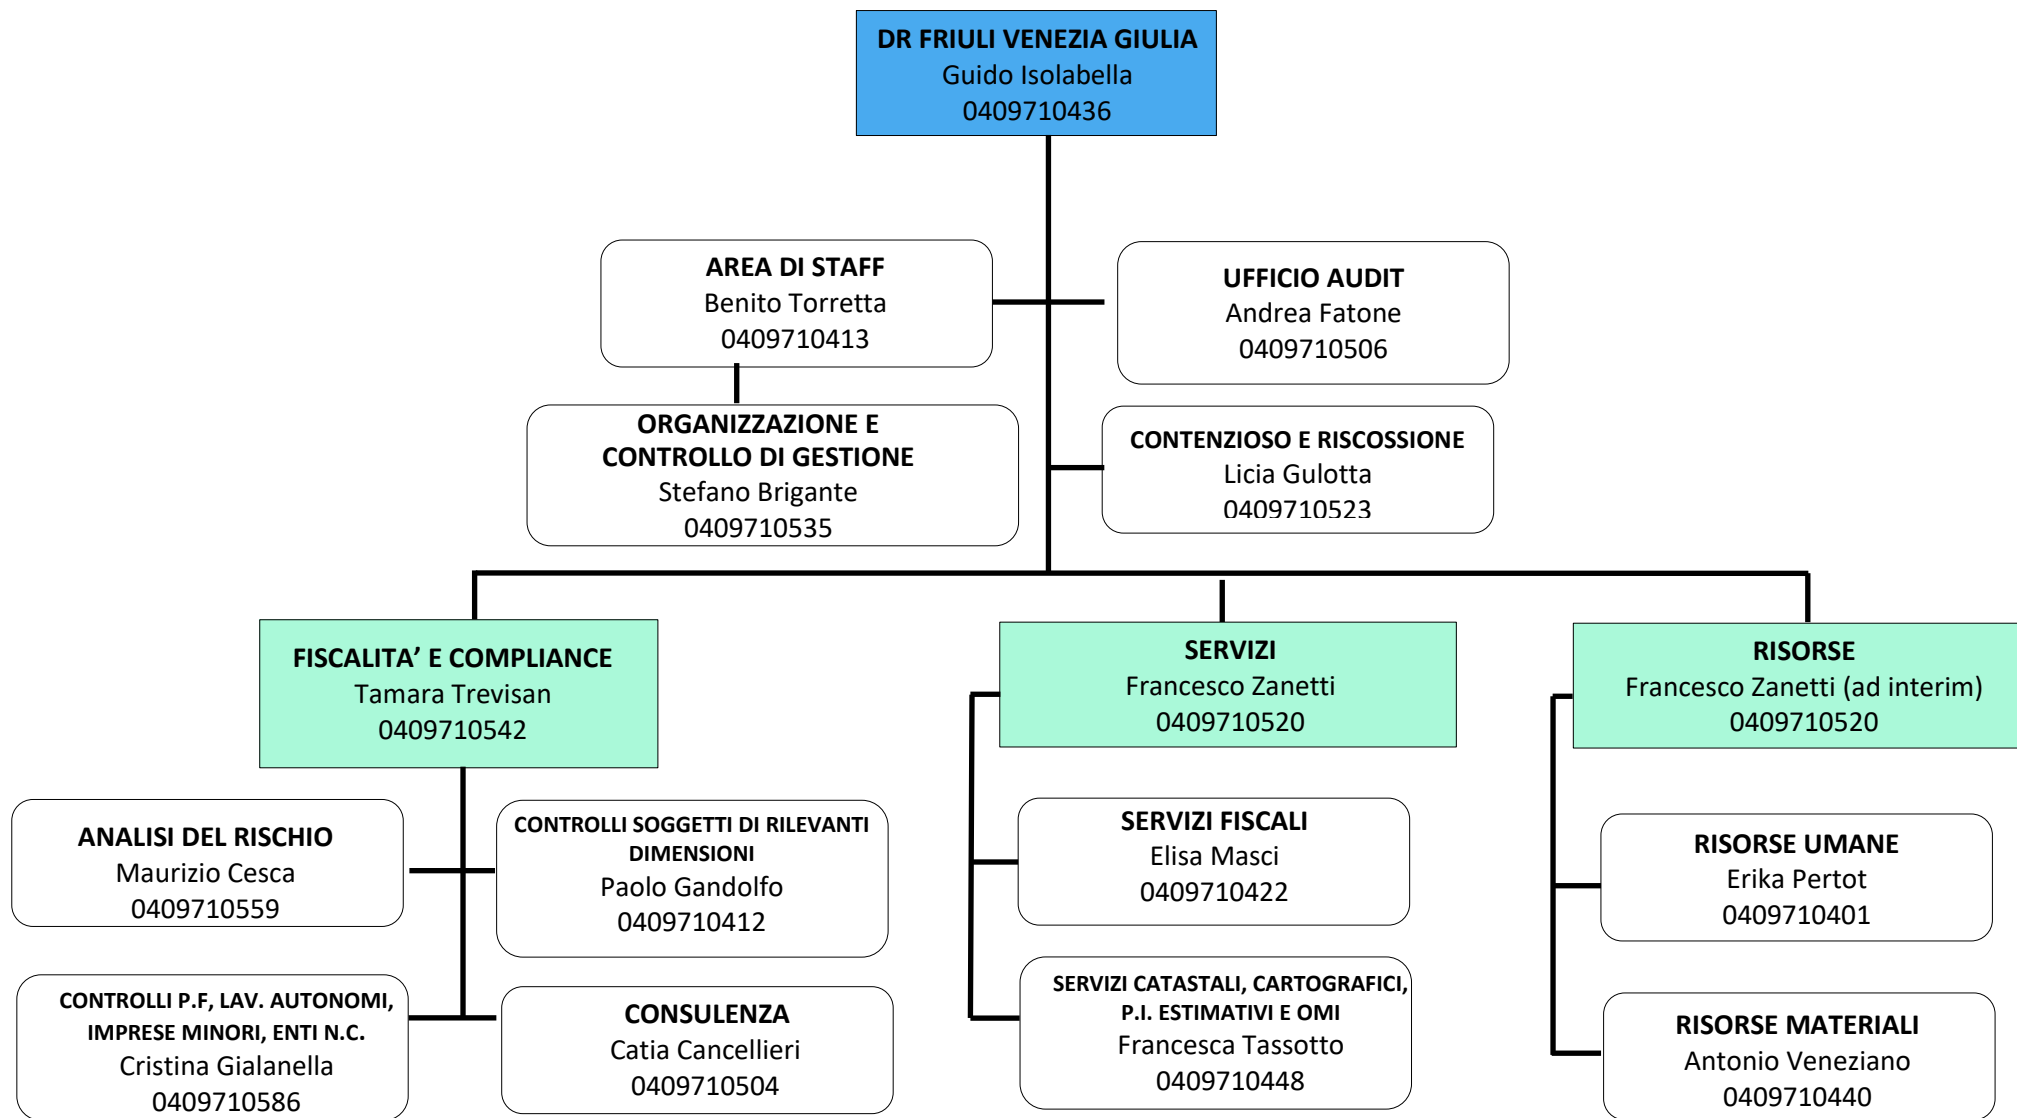 DR FRIULI VENEZIA GIULIA
Guido Isolabella
0409710436
AREA DI STAFF
Benito Torretta
0409710413
UFFICIO AUDIT
Andrea Fatone
0409710506
ORGANIZZAZIONE E
CONTROLLO DI GESTIONE
Stefano Brigante
0409710535
CONTENZIOSO E RISCOSSIONE
Licia Gulotta
0409710523
FISCALITA’ E COMPLIANCE
Tamara Trevisan
0409710542
SERVIZI
Francesco Zanetti
0409710520
RISORSE
Francesco Zanetti (ad interim)
0409710520
ANALISI DEL RISCHIO
Maurizio Cesca
0409710559
CONTROLLI SOGGETTI DI RILEVANTI
DIMENSIONI
Paolo Gandolfo
0409710412
SERVIZI FISCALI
Elisa Masci
0409710422
RISORSE UMANE
Erika Pertot
0409710401
CONTROLLI P.F, LAV. AUTONOMI,
IMPRESE MINORI, ENTI N.C.
Cristina Gialanella
0409710586
CONSULENZA
Catia Cancellieri
0409710504
SERVIZI CATASTALI, CARTOGRAFICI,
P.I. ESTIMATIVI E OMI
Francesca Tassotto
0409710448
RISORSE MATERIALI
Antonio Veneziano
0409710440